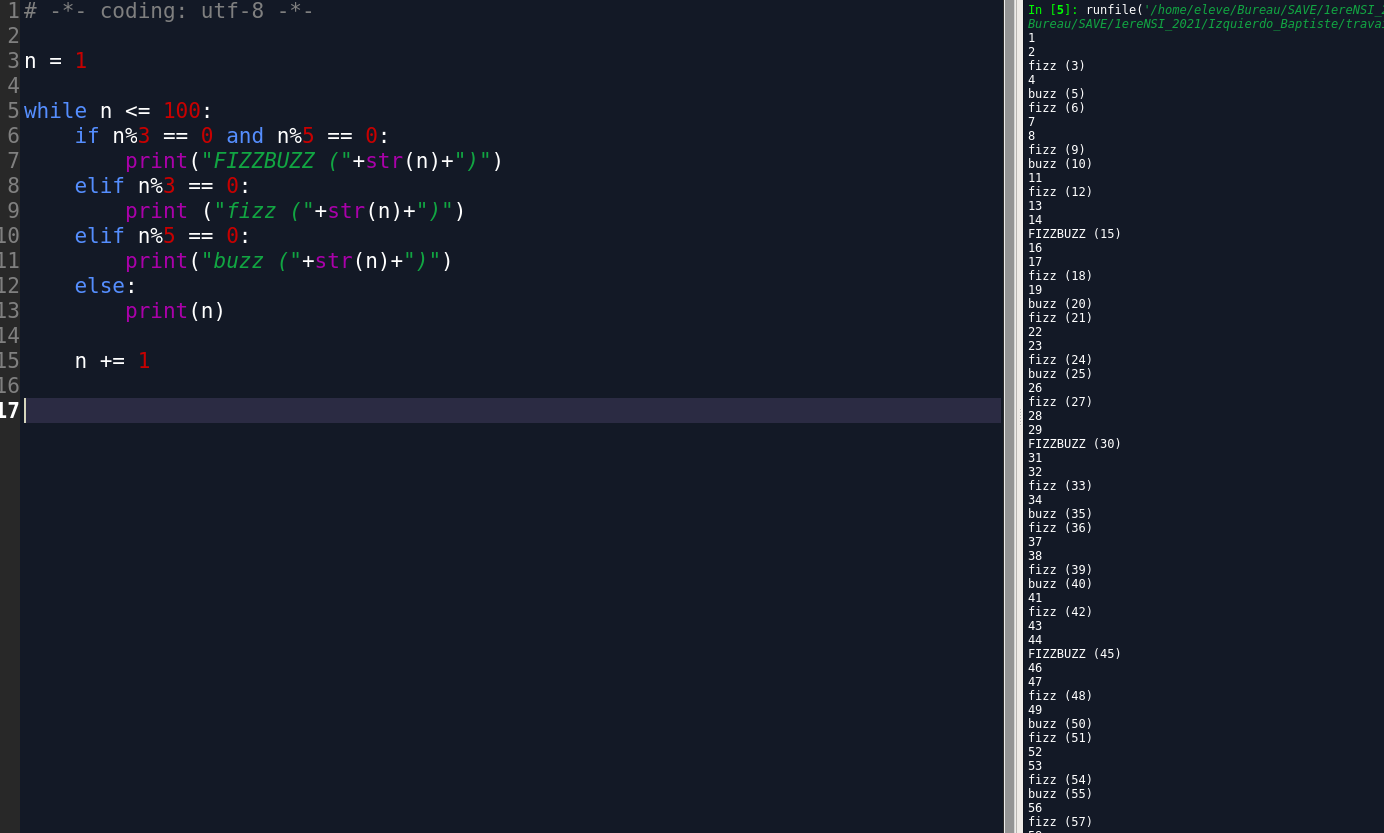 1 # -*- coding: utf-8 -*-
2
3 n = 1
4
5 while n <= 100:
6     if n%3 == 0 and n%5 == 0:
7         print("FIZZBUZZ ("+str(n)+")")
8     elif n%3 == 0:
9         print ("fizz ("+str(n)+")")
10     elif n%5 == 0:
11         print("buzz ("+str(n)+")")
12     else:
13         print(n)
14
15     n += 1
16
17
In [5]: runfile('/home/eleve/Bureau/SAVE/1ereNSI_2
Bureau/SAVE/1ereNSI_2021/Izquierdo_Baptiste/trava
1
2
fizz (3)
4
buzz (5)
fizz (6)
7
8
fizz (9)
buzz (10)
11
fizz (12)
13
14
FIZZBUZZ (15)
16
17
fizz (18)
19
buzz (20)
fizz (21)
22
23
fizz (24)
buzz (25)
26
fizz (27)
28
29
FIZZBUZZ (30)
31
32
fizz (33)
34
buzz (35)
fizz (36)
37
38
fizz (39)
buzz (40)
41
fizz (42)
43
44
FIZZBUZZ (45)
46
47
fizz (48)
49
buzz (50)
fizz (51)
52
53
fizz (54)
buzz (55)
56
fizz (57)